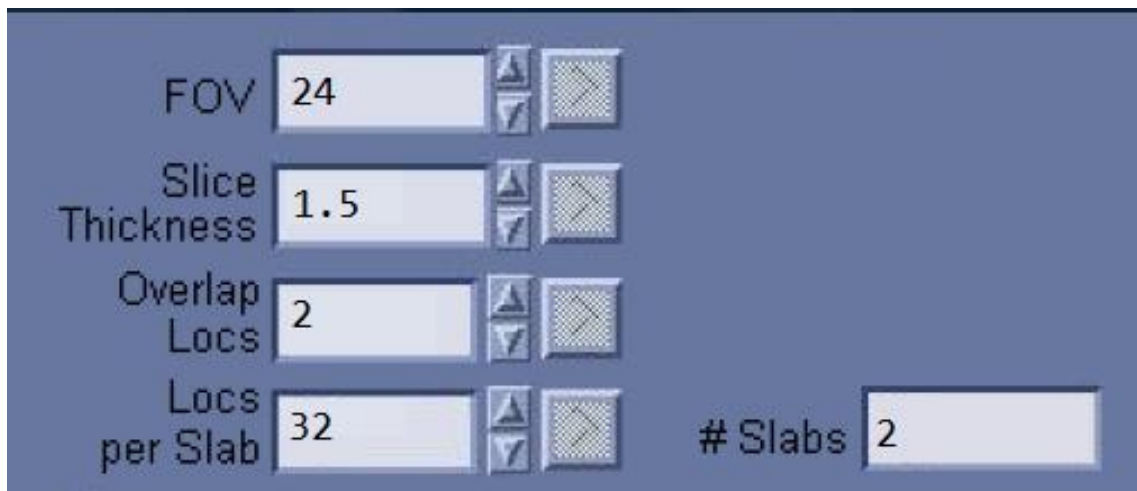 FOV 24
Slice
Thickness 1.5
Overlap
Locs 2
Locs
per Slab 32
# Slabs 2